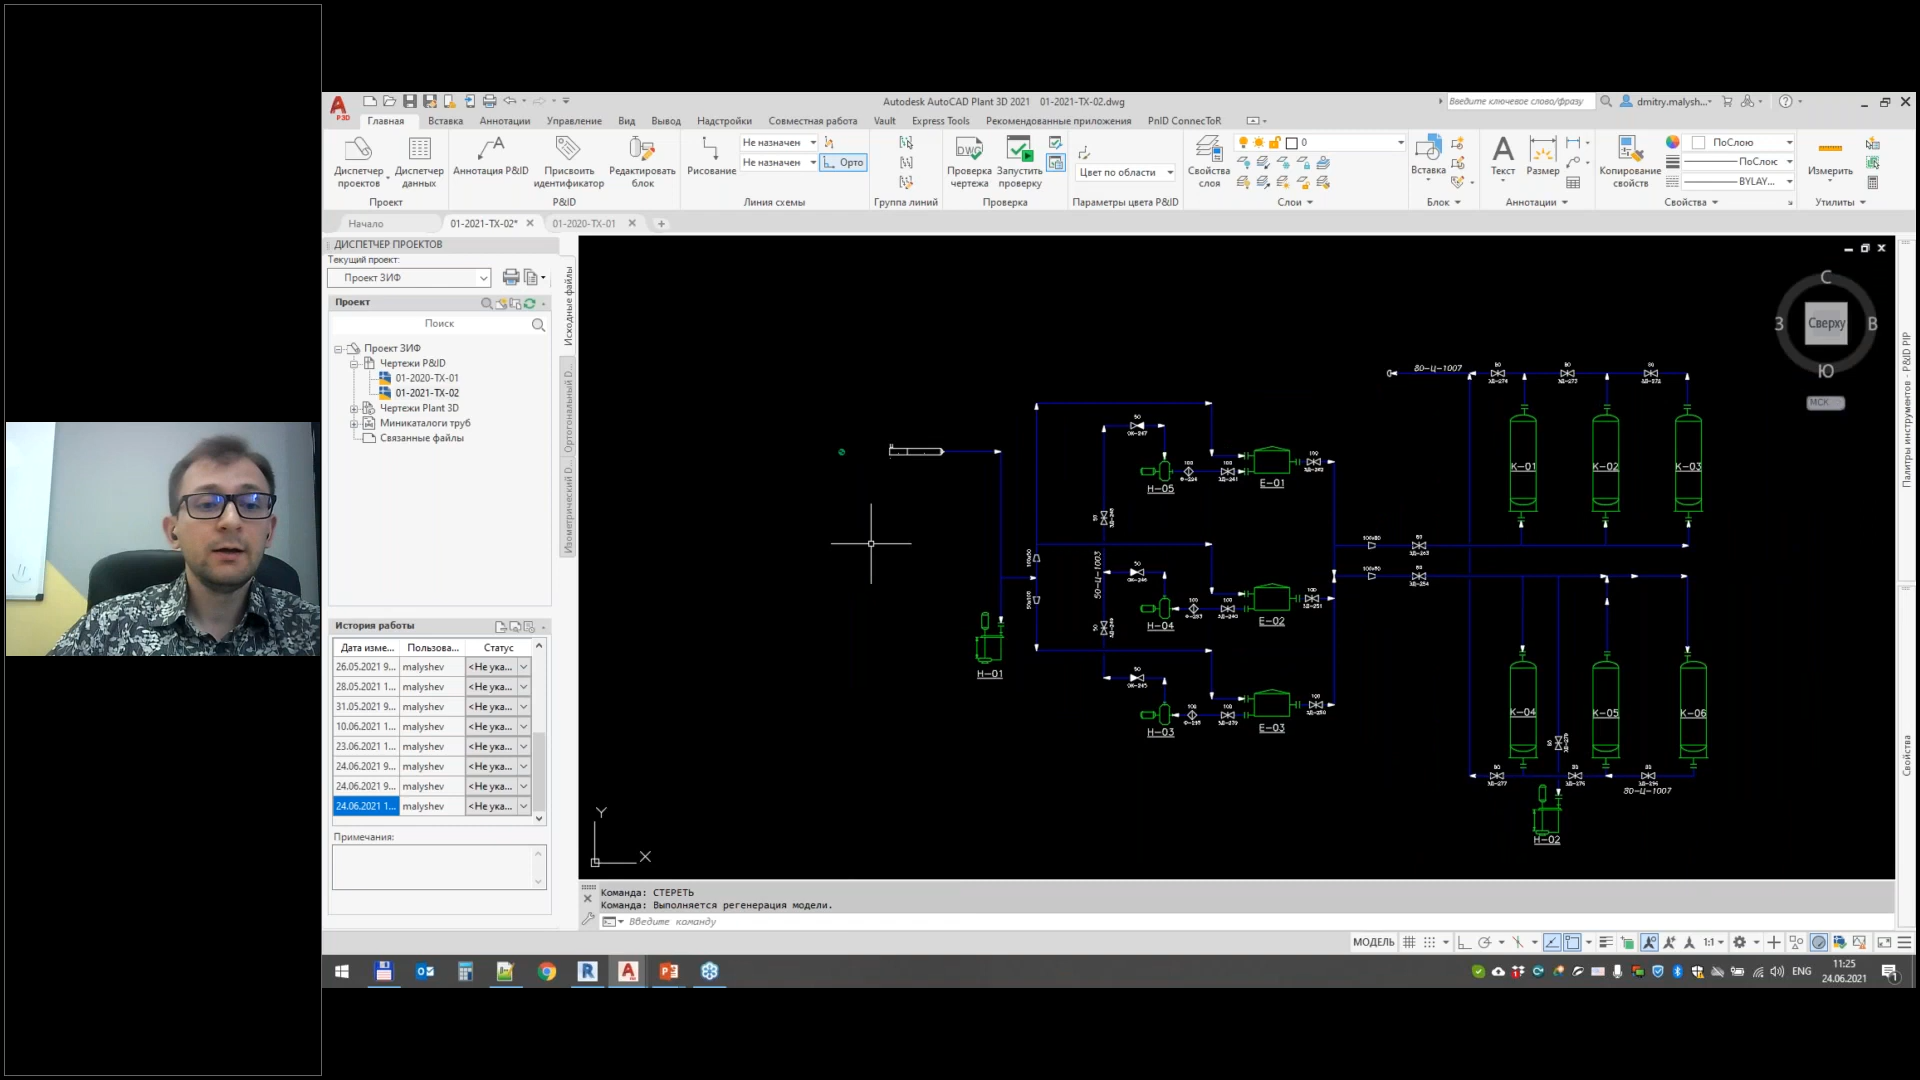 Autodesk AutoCAD Plant 3D 2021 01-2021-TX-02.dwg
Введите ключевое слово/фразу
dmitry.malysh...
Главная Вставка Аннотации Управление Вид Вывод Надстройки Совместная работа Vault Express Tools Рекомендованные приложения PnID ConnecToR
Диспетчер проектов
Диспетчер данных
Аннотация P&ID
Присвоить идентификатор
Редактировать блок
Рисование
Не назначен
Не назначен
Орто
DWG
Проверка чертежа
Запустить проверку
Цвет по области
Свойства слоя
0
Вставка
Текст
Размер
Копирование свойств
ПоСлою
ПоСлою
BYLAY...
Измерить
Проект P&ID Линия схемы Группа линий Проверка Параметры цвета P&ID Слои Блок Аннотации Свойства Утилиты
Начало 01-2021-TX-02* 01-2020-TX-01
ДИСПЕТЧЕР ПРОЕКТОВ
Текущий проект:
Проект ЗИФ
Проект
Поиск
Проект ЗИФ
Чертежи P&ID
01-2020-TX-01
01-2021-TX-02
Чертежи Plant 3D
Миникаталоги труб
Связанные файлы
Исходные файлы
Ортогональный D...
Изометрический D...
История работы
Дата изме... Пользова... Статус
26.05.2021 9... malyshev <Не ука...
28.05.2021 1... malyshev <Не ука...
31.05.2021 9... malyshev <Не ука...
10.06.2021 1... malyshev <Не ука...
23.06.2021 1... malyshev <Не ука...
24.06.2021 9... malyshev <Не ука...
24.06.2021 9... malyshev <Не ука...
24.06.2021 1... malyshev <Не ука...
Примечания:
С
З Сверху В
Ю
МСК
80-Ц-1007
К-01 К-02 К-03
Н-05
Е-01
50-Ц-1003
Н-04
Е-02
Н-01
Н-03
Е-03
К-04 К-05 К-06
80-Ц-1007
Н-02
Y
X
Палитры инструментов - P&ID PIP
Свойства
Команда: СТЕРЕТЬ
Команда: Выполняется регенерация модели.
Введите команду
МОДЕЛЬ
1:1
ENG
11:25
24.06.2021